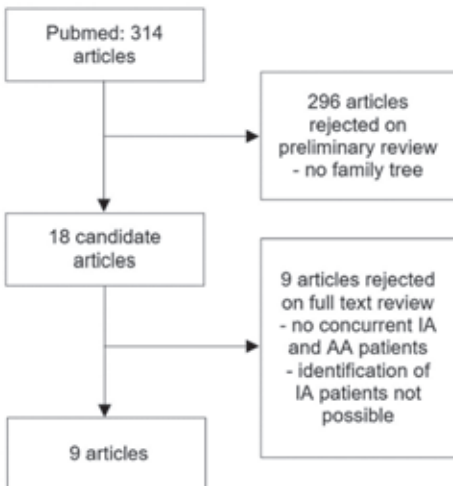 Pubmed: 314
articles
296 articles
rejected on
preliminary review
- no family tree
18 candidate
articles
9 articles rejected
on full text review
- no concurrent IA
and AA patients
- identification of
IA patients not
possible
9 articles